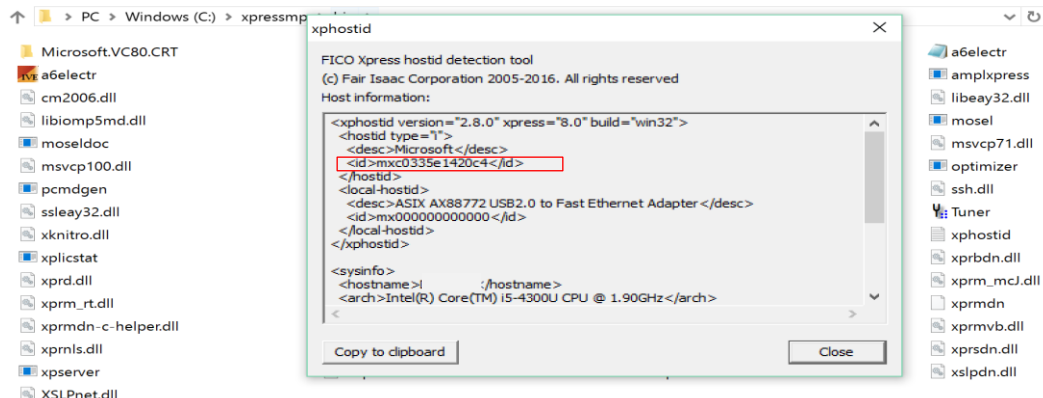 PC > Windows (C:) > xpressmp
Microsoft.VC80.CRT
a6electr
cm2006.dll
libiomp5md.dll
moseldoc
msvcp100.dll
pcmdgen
ssleay32.dll
xknitro.dll
xplicstat
xprd.dll
xprm_rt.dll
xprmdn-c-helper.dll
xprnls.dll
xpserver
XSLPnet.dll
xphostid
FICO Xpress hostid detection tool
(c) Fair Isaac Corporation 2005-2016. All rights reserved
Host information:
<xphostid version="2.8.0" xpress="8.0" build="win32">
<hostid type="i">
<desc>Microsoft</desc>
<id>mxc0335e1420c4</id>
</hostid>
<local-hostid>
<desc>ASIX AX88772 USB2.0 to Fast Ethernet Adapter</desc>
<id>mx000000000000</id>
</local-hostid>
</xphostid>
<sysinfo>
<hostname>l :/hostname>
<arch>Intel(R) Core(TM) i5-4300U CPU @ 1.90GHz</arch>
Copy to clipboard
Close
a6electr
amplxpress
libeay32.dll
mosel
msvcp71.dll
optimizer
ssh.dll
Tuner
xphostid
xprbdn.dll
xprm_mcJ.dll
xprmdn
xprmvb.dll
xprsdn.dll
xslpdn.dll